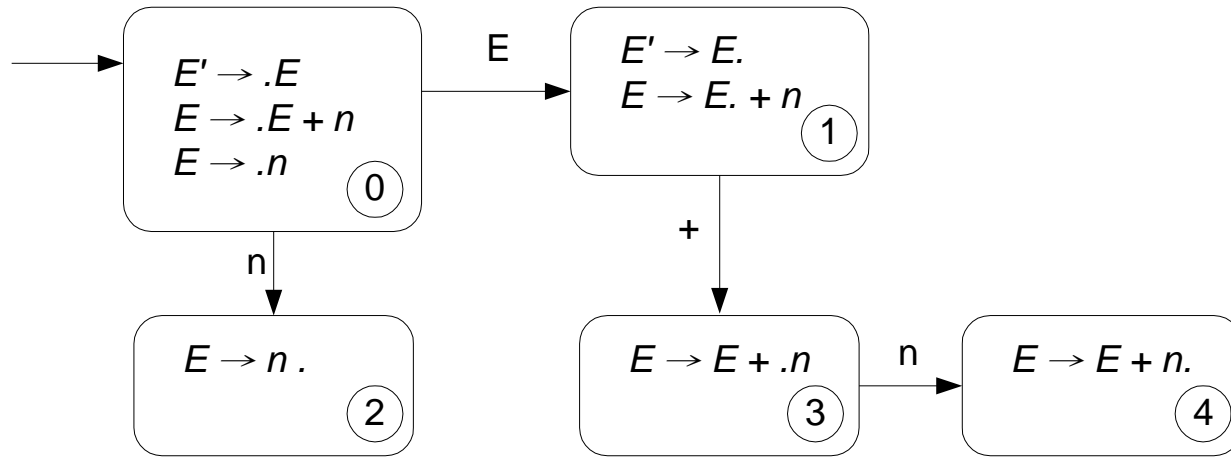 E' → .E
E → .E + n
E → .n
0
E
E' → E.
E → E. + n
1
n
+
E → n .
2
E → E + .n
3
n
E → E + n.
4